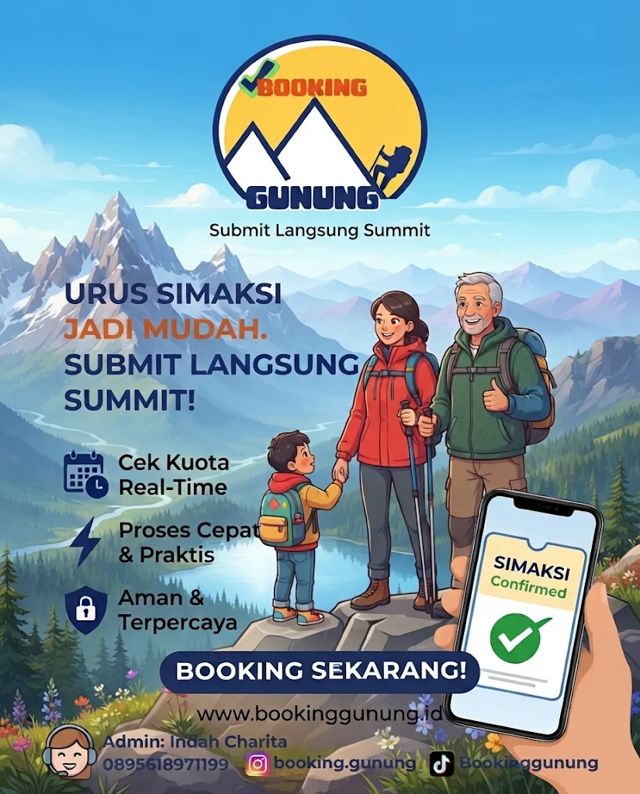 BOOKING
GUNUNG
Submit Langsung Summit
URUS SIMAKSI
JADI MUDAH.
SUBMIT LANGSUNG
SUMMIT!
Cek Kuota
Real-Time
Proses Cepat
& Praktis
Aman &
Terpercaya
SIMAKSI
Confirmed
BOOKING SEKARANG!
www.bookinggunung.id
Admin: Indah Charita
0895618971199 booking.gunung Bookinggunung